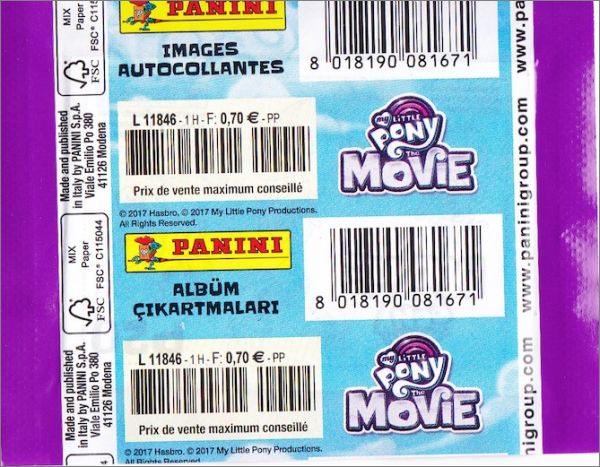 PANINI
IMAGES
AUTOCOLLANTES
8 018190 081671
L 11846 - 1 H - F: 0,70 € - PP
Prix de vente maximum conseillé
my LITTLE
PONY
THE
MOVIE
© 2017 Hasbro. © 2017 My Little Pony Productions.
All Rights Reserved.
PANINI
ALBÜM
ÇIKARTMALARI
8 018190 081671
L 11846 - 1 H - F: 0,70 € - PP
Prix de vente maximum conseillé
my LITTLE
PONY
THE
MOVIE
© 2017 Hasbro. © 2017 My Little Pony Productions.
All Rights Reserved.
MIX
Paper
FSC® C115
FSC
Made and published
in Italy by PANINI S.p.A.
Viale Emilio Po 380
41126 Modena
MIX
Paper
FSC® C115044
FSC
Made and published
in Italy by PANINI S.p.A.
Viale Emilio Po 380
41126 Modena
www.paninigroup.com
www.paninigroup.com